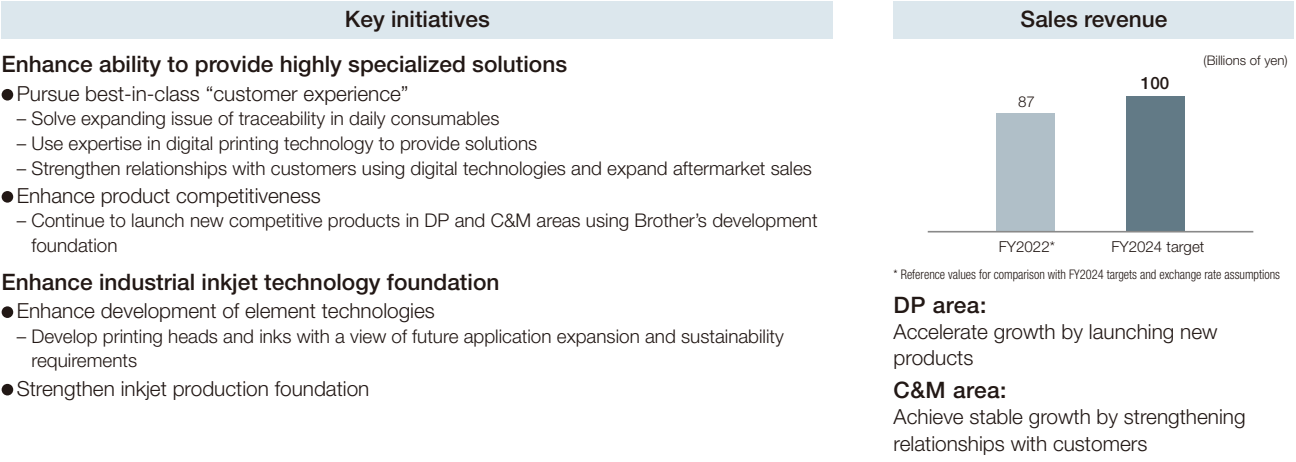 Key initiatives
Enhance ability to provide highly specialized solutions
● Pursue best-in-class “customer experience”
– Solve expanding issue of traceability in daily consumables
– Use expertise in digital printing technology to provide solutions
– Strengthen relationships with customers using digital technologies and expand aftermarket sales
● Enhance product competitiveness
– Continue to launch new competitive products in DP and C&M areas using Brother’s development
foundation
Enhance industrial inkjet technology foundation
● Enhance development of element technologies
– Develop printing heads and inks with a view of future application expansion and sustainability
requirements
● Strengthen inkjet production foundation
Sales revenue
(Billions of yen)
87
100
FY2022*
FY2024 target
* Reference values for comparison with FY2024 targets and exchange rate assumptions
DP area:
Accelerate growth by launching new
products
C&M area:
Achieve stable growth by strengthening
relationships with customers